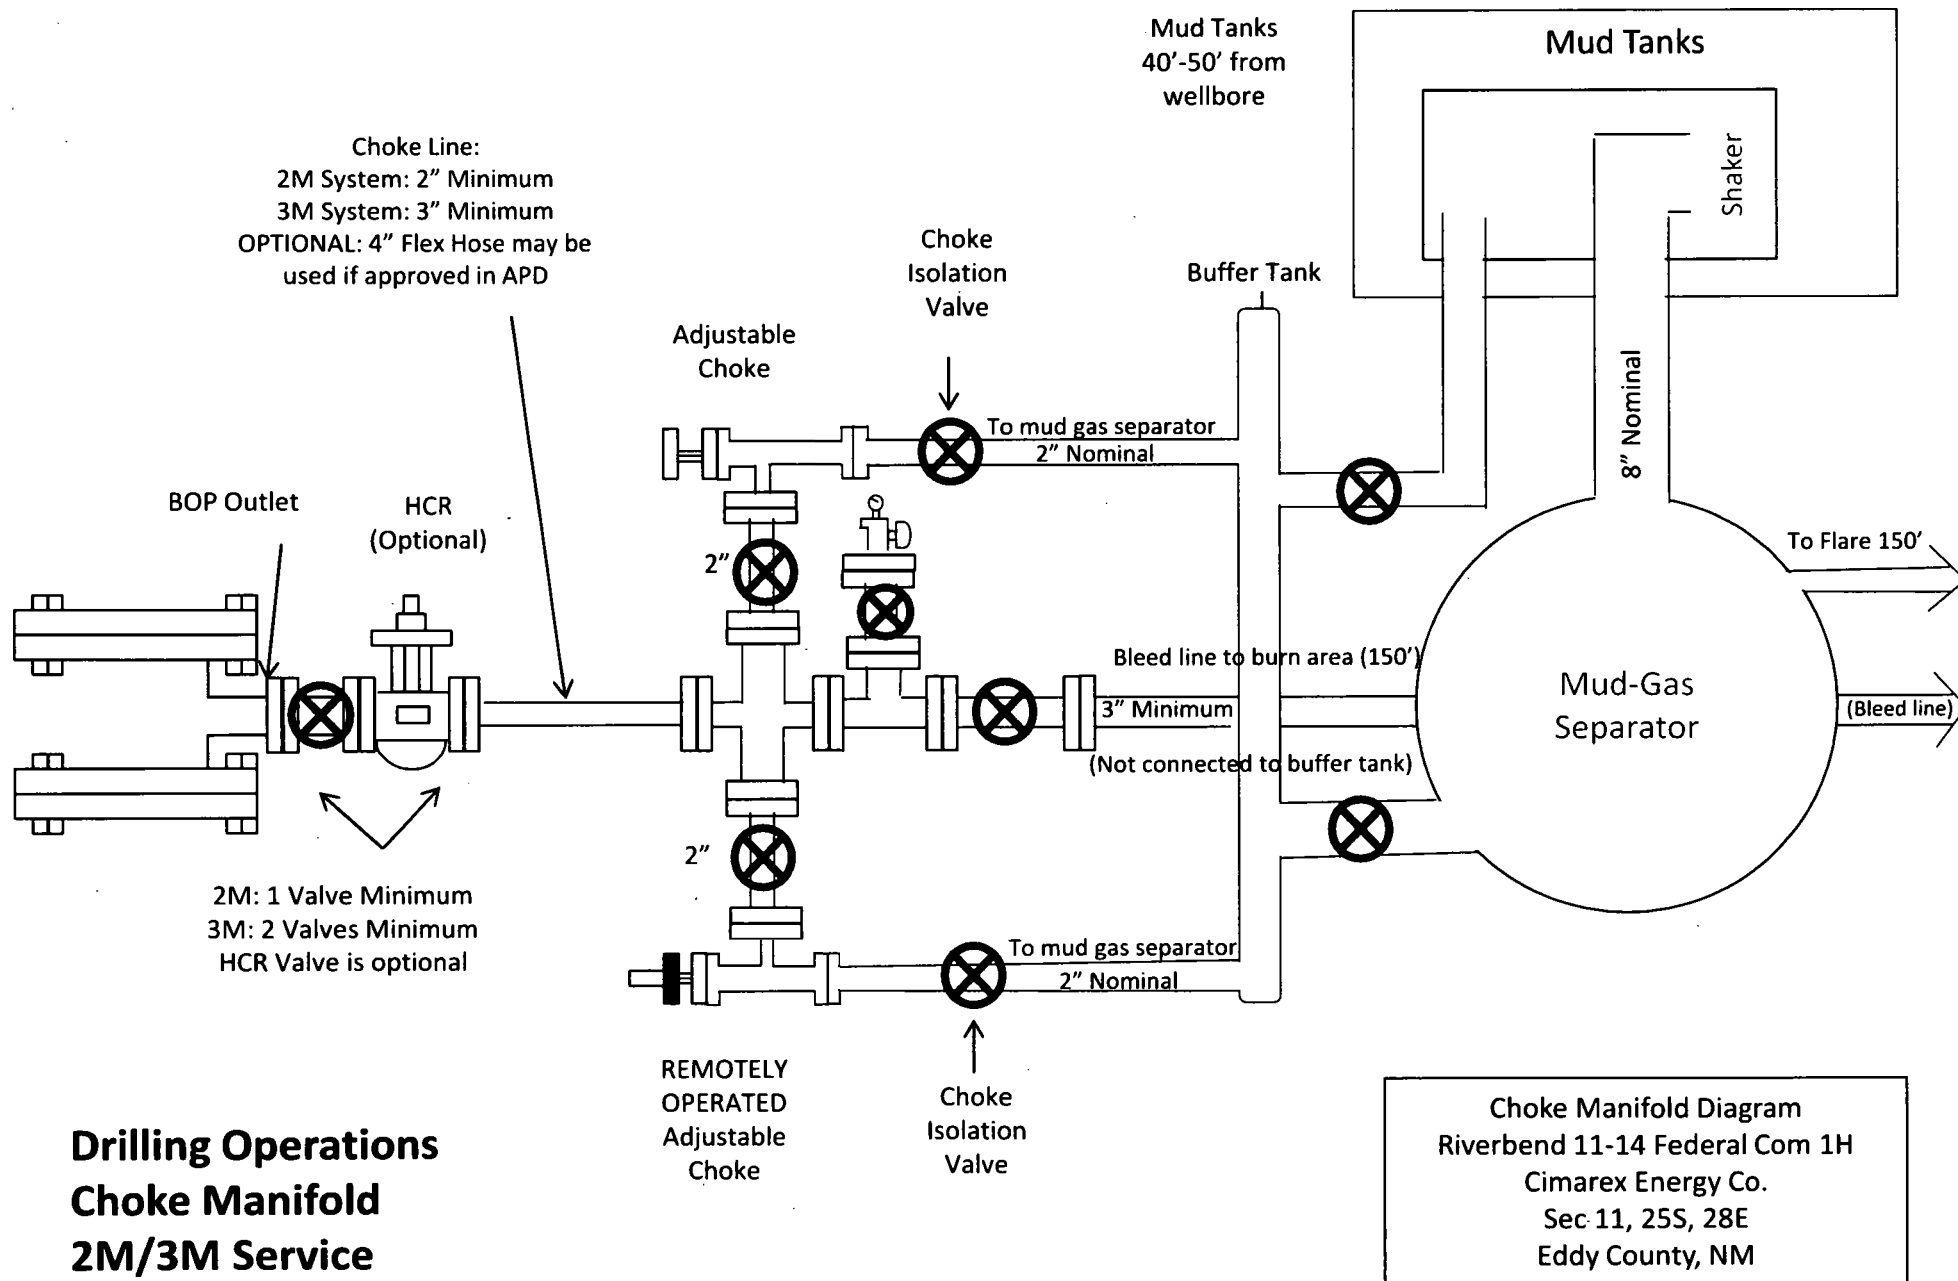 Mud Tanks
40'-50' from
wellbore
Mud Tanks
Shaker
Choke Line:
2M System: 2” Minimum
3M System: 3” Minimum
OPTIONAL: 4” Flex Hose may be
used if approved in APD
Choke
Isolation
Valve
Buffer Tank
Adjustable
Choke
8” Nominal
To mud gas separator
2” Nominal
BOP Outlet
HCR
(Optional)
2”
To Flare 150'
Bleed line to burn area (150')
3” Minimum
(Not connected to buffer tank)
Mud-Gas
Separator
(Bleed line)
2”
2M: 1 Valve Minimum
3M: 2 Valves Minimum
HCR Valve is optional
To mud gas separator
2” Nominal
REMOTELY
OPERATED
Adjustable
Choke
Choke
Isolation
Valve
Drilling Operations
Choke Manifold
2M/3M Service
Choke Manifold Diagram
Riverbend 11-14 Federal Com 1H
Cimarex Energy Co.
Sec 11, 25S, 28E
Eddy County, NM